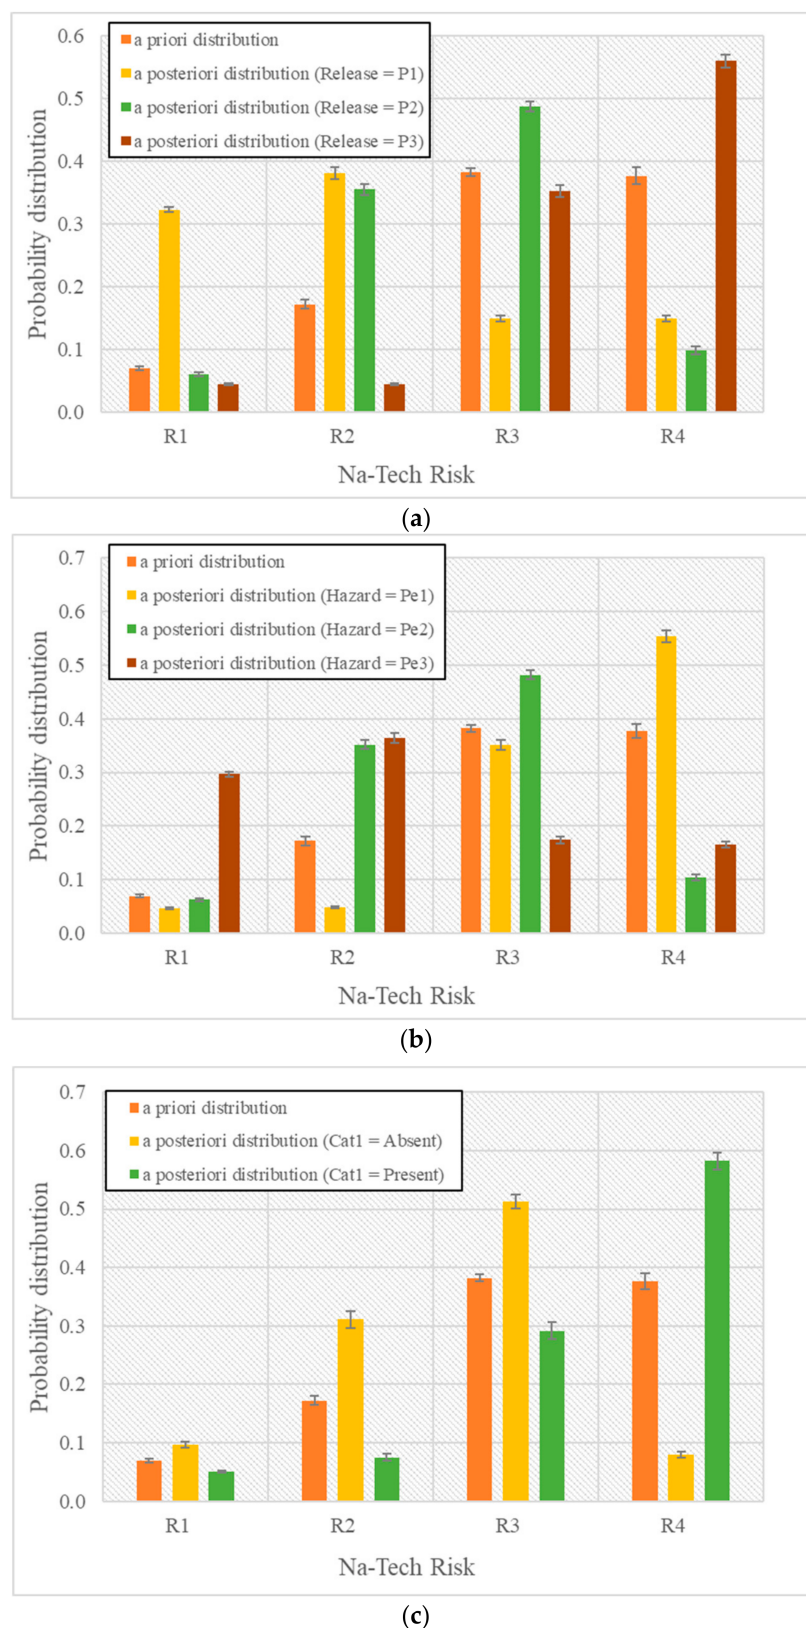 0.6
0.5
0.4
0.3
0.2
0.1
0.0
Probability distribution
a priori distribution
a posteriori distribution (Release = P1)
a posteriori distribution (Release = P2)
a posteriori distribution (Release = P3)
R1 R2 R3 R4
Na-Tech Risk
(a)
0.7
0.6
0.5
0.4
0.3
0.2
0.1
0.0
Probability distribution
a priori distribution
a posteriori distribution (Hazard = Pe1)
a posteriori distribution (Hazard = Pe2)
a posteriori distribution (Hazard = Pe3)
R1 R2 R3 R4
Na-Tech Risk
(b)
0.7
0.6
0.5
0.4
0.3
0.2
0.1
0.0
Probability distribution
a priori distribution
a posteriori distribution (Cat1 = Absent)
a posteriori distribution (Cat1 = Present)
R1 R2 R3 R4
Na-Tech Risk
(c)